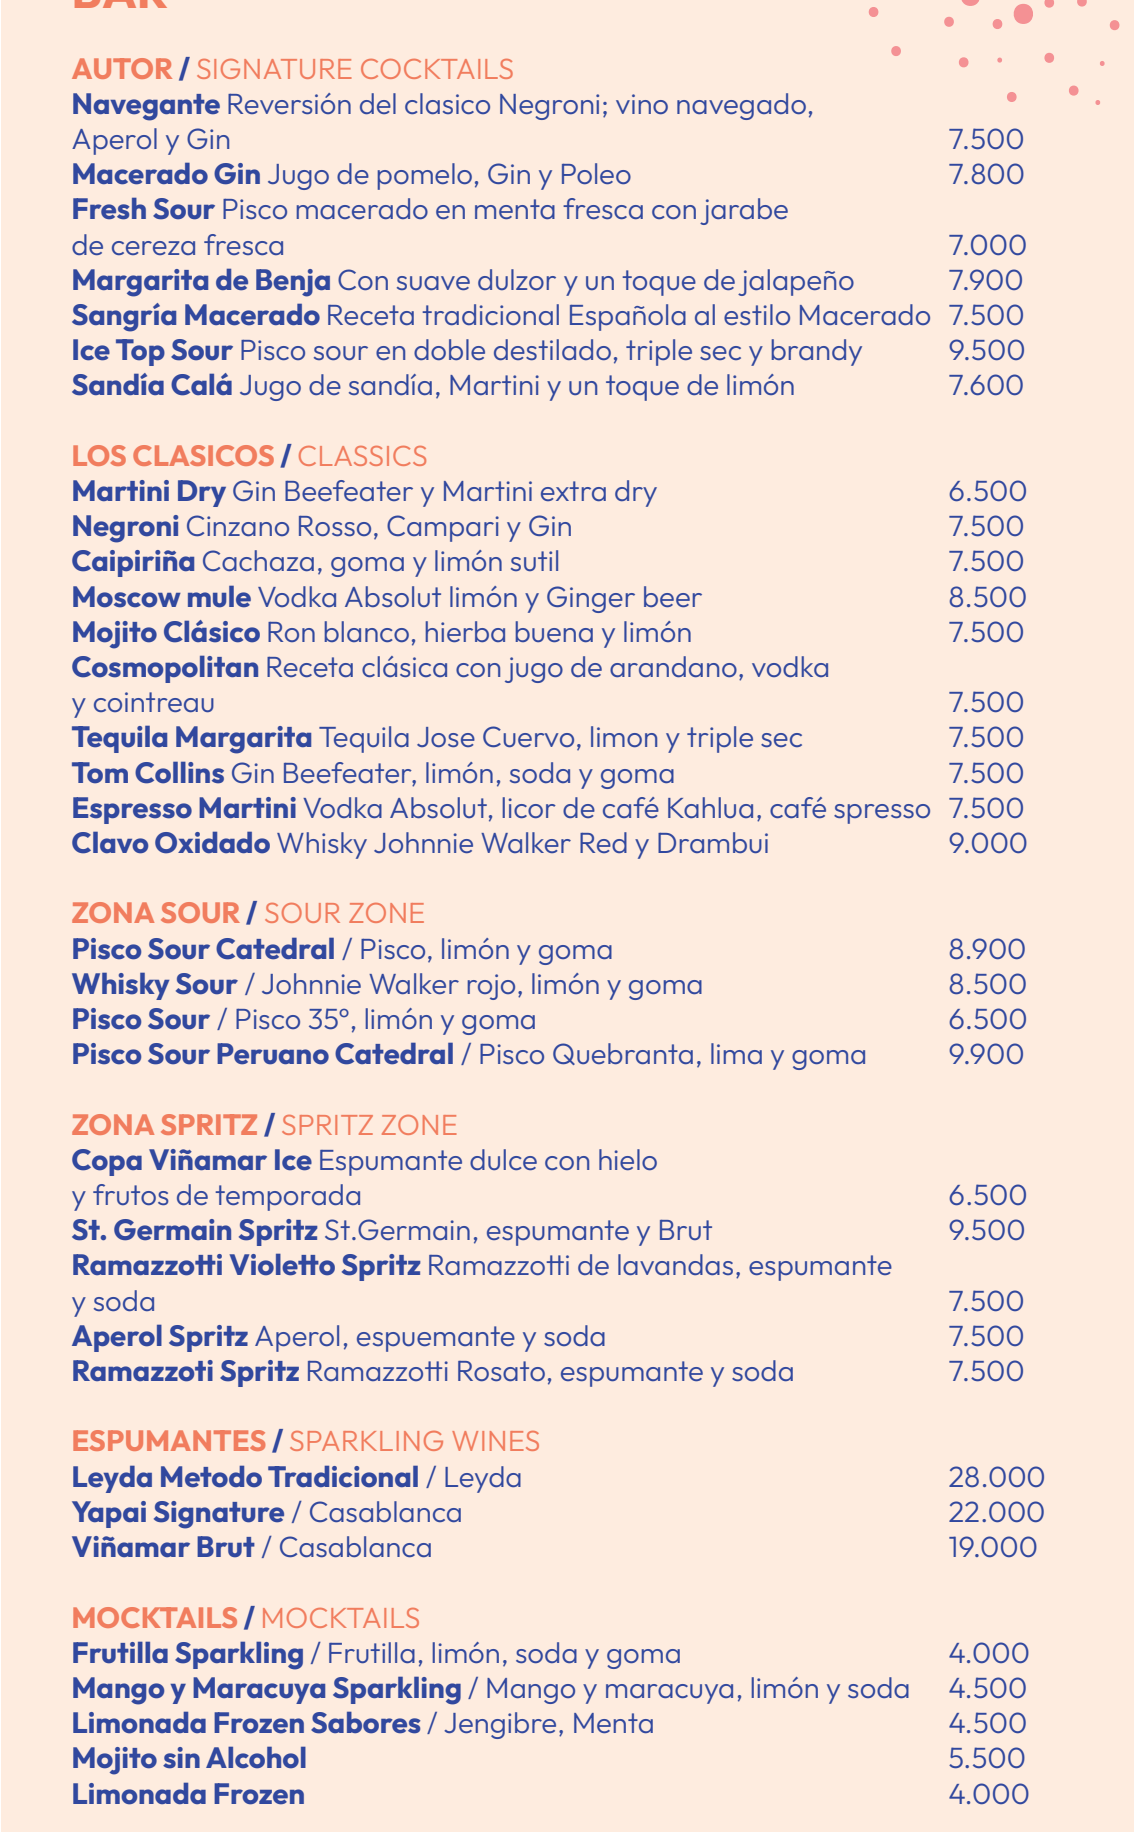 BAR
AUTOR / SIGNATURE COCKTAILS
Navegante Reversión del clasico Negroni; vino navegado,
Aperol y Gin 7.500
Macerado Gin Jugo de pomelo, Gin y Poleo 7.800
Fresh Sour Pisco macerado en menta fresca con jarabe
de cereza fresca 7.000
Margarita de Benja Con suave dulzor y un toque de jalapeño 7.900
Sangría Macerado Receta tradicional Española al estilo Macerado 7.500
Ice Top Sour Pisco sour en doble destilado, triple sec y brandy 9.500
Sandía Calá Jugo de sandía, Martini y un toque de limón 7.600
LOS CLASICOS / CLASSICS
Martini Dry Gin Beefeater y Martini extra dry 6.500
Negroni Cinzano Rosso, Campari y Gin 7.500
Caipiriña Cachaza, goma y limón sutil 7.500
Moscow mule Vodka Absolut limón y Ginger beer 8.500
Mojito Clásico Ron blanco, hierba buena y limón 7.500
Cosmopolitan Receta clásica con jugo de arandano, vodka
y cointreau 7.500
Tequila Margarita Tequila Jose Cuervo, limon y triple sec 7.500
Tom Collins Gin Beefeater, limón, soda y goma 7.500
Espresso Martini Vodka Absolut, licor de café Kahlua, café spresso 7.500
Clavo Oxidado Whisky Johnnie Walker Red y Drambui 9.000
ZONA SOUR / SOUR ZONE
Pisco Sour Catedral / Pisco, limón y goma 8.900
Whisky Sour / Johnnie Walker rojo, limón y goma 8.500
Pisco Sour / Pisco 35°, limón y goma 6.500
Pisco Sour Peruano Catedral / Pisco Quebranta, lima y goma 9.900
ZONA SPRITZ / SPRITZ ZONE
Copa Viñamar Ice Espumante dulce con hielo
y frutos de temporada 6.500
St. Germain Spritz St.Germain, espumante y Brut 9.500
Ramazzotti Violetto Spritz Ramazzotti de lavandas, espumante
y soda 7.500
Aperol Spritz Aperol, espuemante y soda 7.500
Ramazzoti Spritz Ramazzotti Rosato, espumante y soda 7.500
ESPUMANTES / SPARKLING WINES
Leyda Metodo Tradicional / Leyda 28.000
Yapai Signature / Casablanca 22.000
Viñamar Brut / Casablanca 19.000
MOCKTAILS / MOCKTAILS
Frutilla Sparkling / Frutilla, limón, soda y goma 4.000
Mango y Maracuya Sparkling / Mango y maracuya, limón y soda 4.500
Limonada Frozen Sabores / Jengibre, Menta 4.500
Mojito sin Alcohol 5.500
Limonada Frozen 4.000